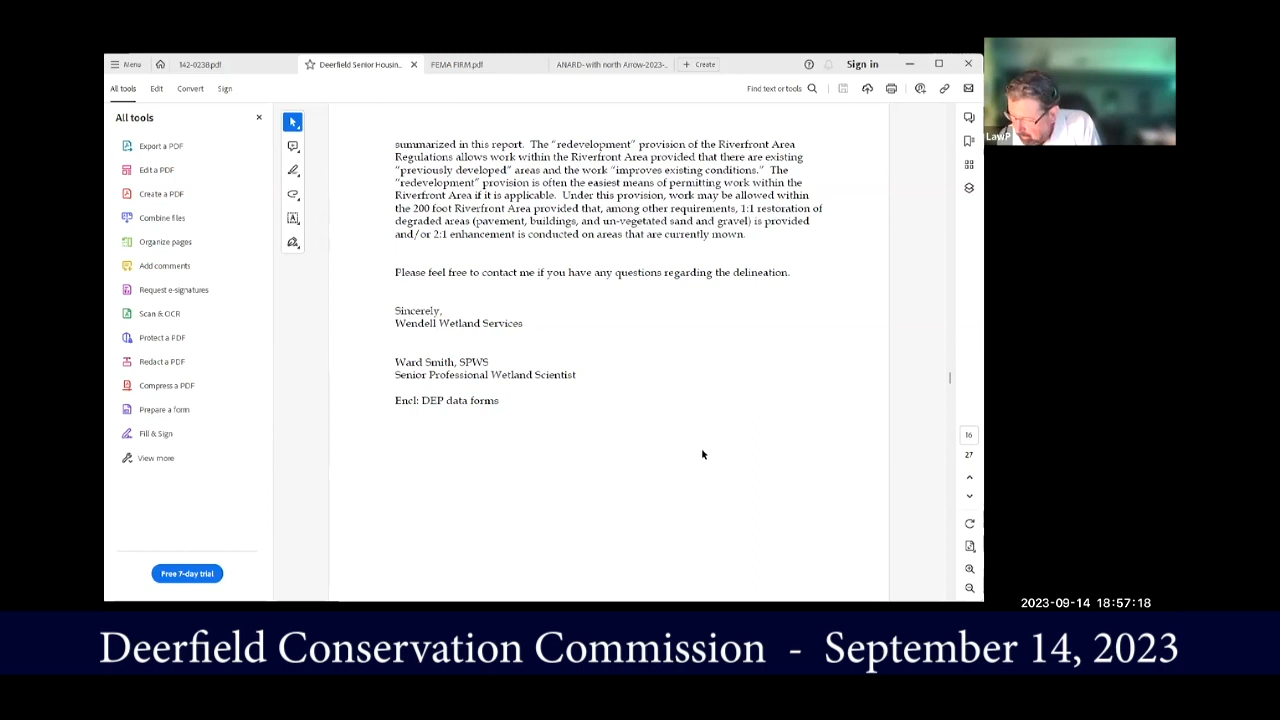 Menu
142-0238.pdf
Deerfield Senior Housin...
FEMA FIRM.pdf
ANARD- with north Arrow-2023-...
+ Create
Sign in
All tools
Edit
Convert
Sign
Find text or tools
All tools
Export a PDF
Edit a PDF
Create a PDF
Combine files
Organize pages
Add comments
Request e-signatures
Scan & OCR
Protect a PDF
Redact a PDF
Compress a PDF
Prepare a form
Fill & Sign
View more
Free 7-day trial
summarized in this report. The “redevelopment” provision of the Riverfront Area
Regulations allows work within the Riverfront Area provided that there are existing
“previously developed” areas and the work “improves existing conditions.” The
“redevelopment” provision is often the easiest means of permitting work within the
Riverfront Area if it is applicable. Under this provision, work may be allowed within
the 200 foot Riverfront Area provided that, among other requirements, 1:1 restoration of
degraded areas (pavement, buildings, and un-vegetated sand and gravel) is provided
and/or 2:1 enhancement is conducted on areas that are currently mown.
Please feel free to contact me if you have any questions regarding the delineation.
Sincerely,
Wendell Wetland Services
Ward Smith, SPWS
Senior Professional Wetland Scientist
Encl: DEP data forms
16
27
LawP
2023-09-14 18:57:18
Deerfield Conservation Commission - September 14, 2023